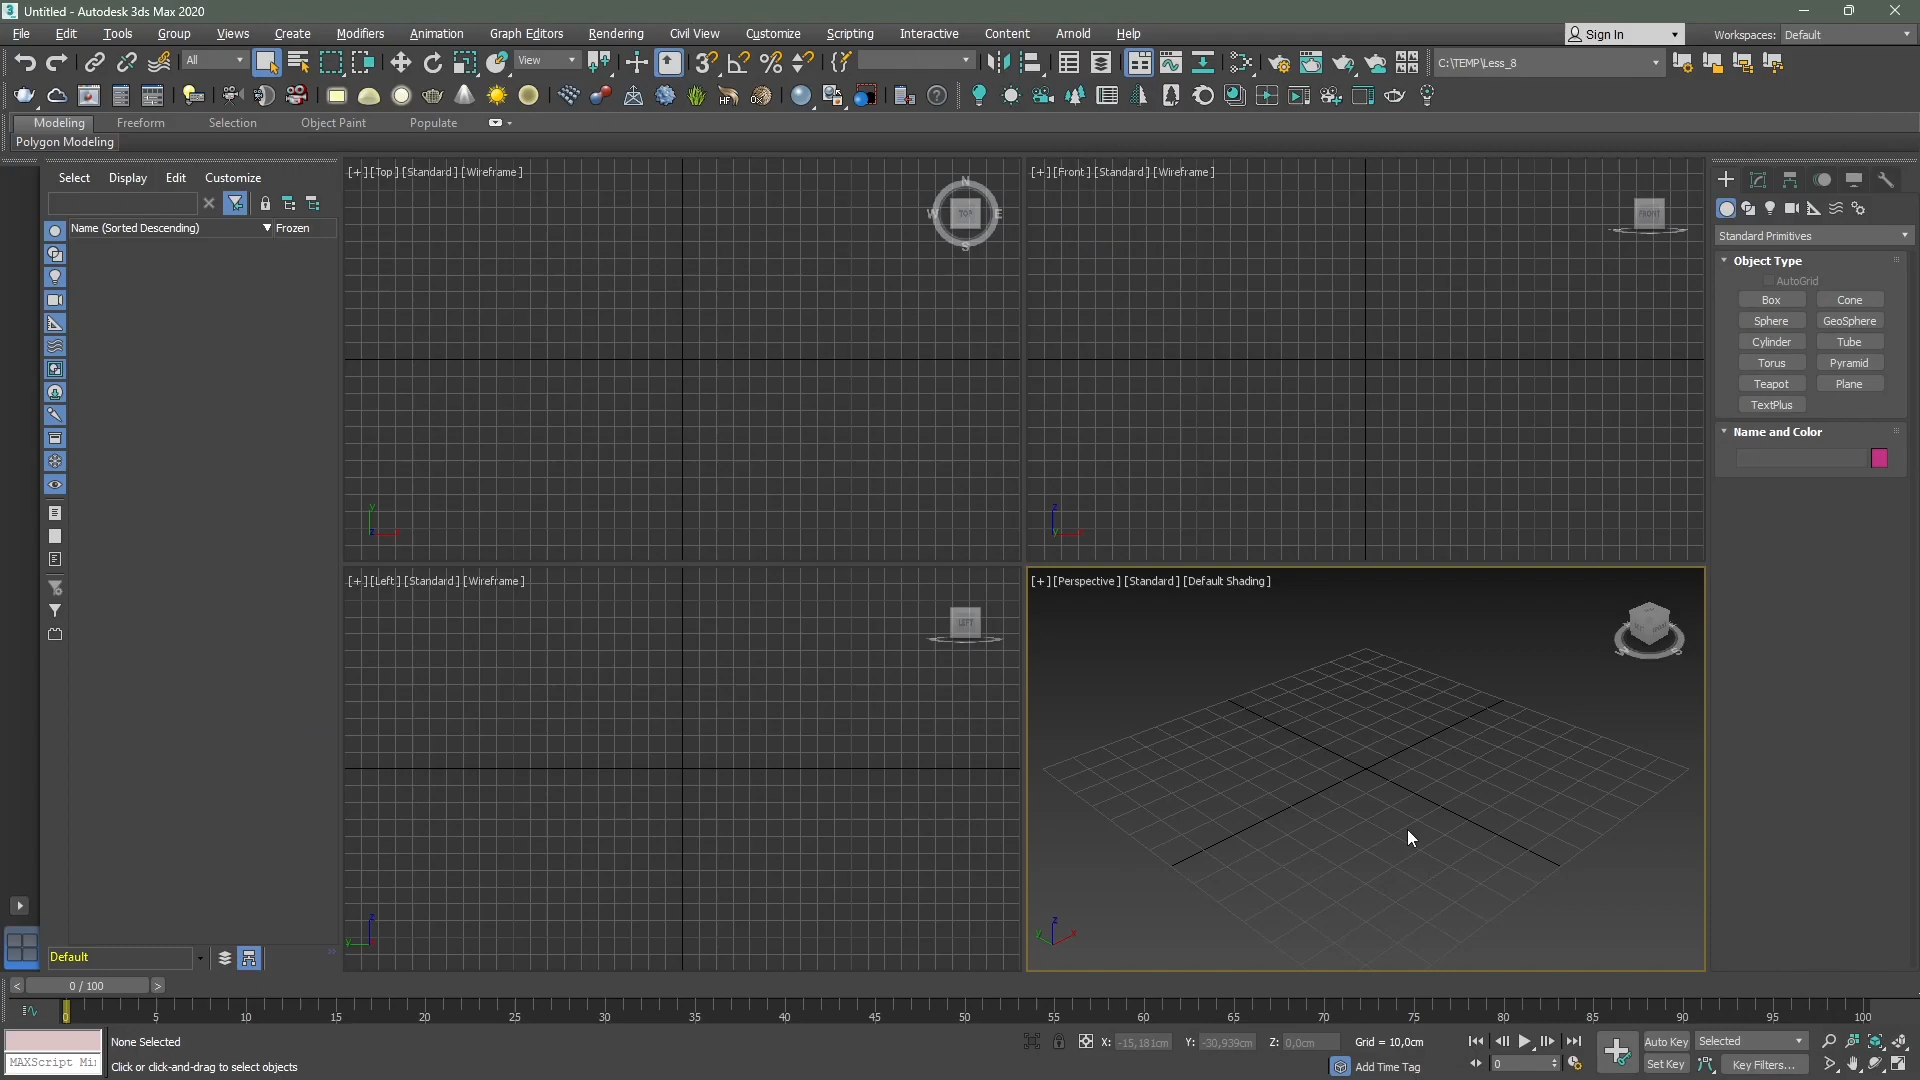 Untitled - Autodesk 3ds Max 2020
File Edit Tools Group Views Create Modifiers Animation Graph Editors Rendering Civil View Customize Scripting Interactive Content Arnold Help
Sign In Workspaces: Default
All View C:\TEMP\Less_8
Modeling Freeform Selection Object Paint Populate
Polygon Modeling
Select Display Edit Customize
Name (Sorted Descending) Frozen
[+] [Top] [Standard] [Wireframe]
N
W TOP E
S
[+] [Front] [Standard] [Wireframe]
FRONT
Standard Primitives
Object Type
AutoGrid
Box Cone
Sphere GeoSphere
Cylinder Tube
Torus Pyramid
Teapot Plane
TextPlus
Name and Color
y
z x
z
y x
[+] [Left] [Standard] [Wireframe]
LEFT
[+] [Perspective] [Standard] [Default Shading]
z
y
z
y x
Default
< 0 / 100 >
0 5 10 15 20 25 30 35 40 45 50 55 60 65 70 75 80 85 90 95 100
None Selected
X: -15,181cm Y: -30,939cm Z: 0,0cm Grid = 10,0cm
Auto Key Selected
MAXScript Mi
Click or click-and-drag to select objects
Add Time Tag
0
Set Key Key Filters...